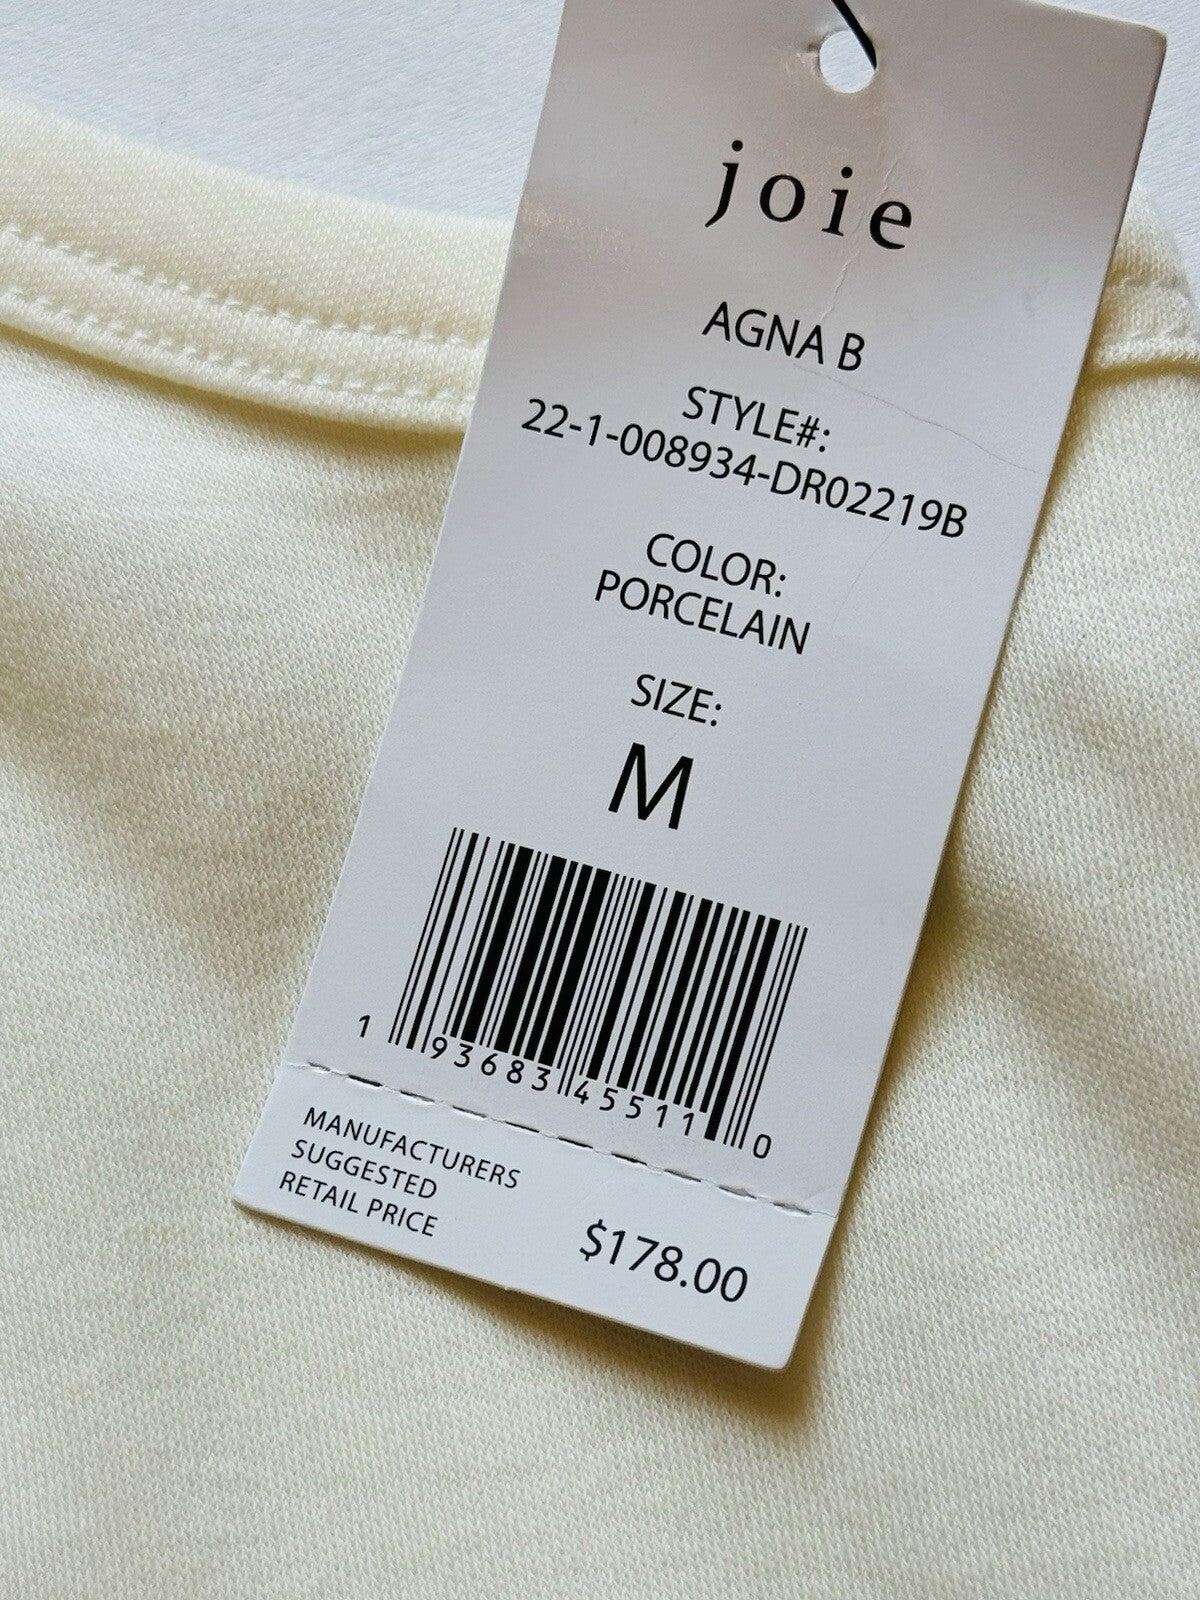 joie
AGNA B
STYLE#:
22-1-008934-DR02219B
COLOR:
PORCELAIN
SIZE:
M
1 93683 45511 0
MANUFACTURERS
SUGGESTED
RETAIL PRICE
$178.00